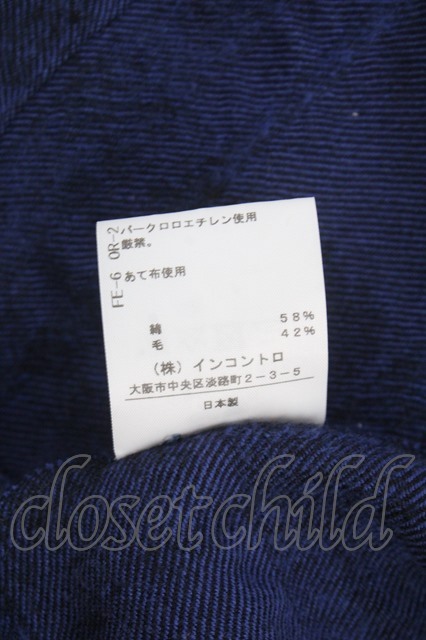 OR-2
FE-6
パークロロエチレン使用
厳禁。
あて布使用
綿 58%
毛 42%
(株)インコントロ
大阪市中央区淡路町2-3-5
日本製
closet child